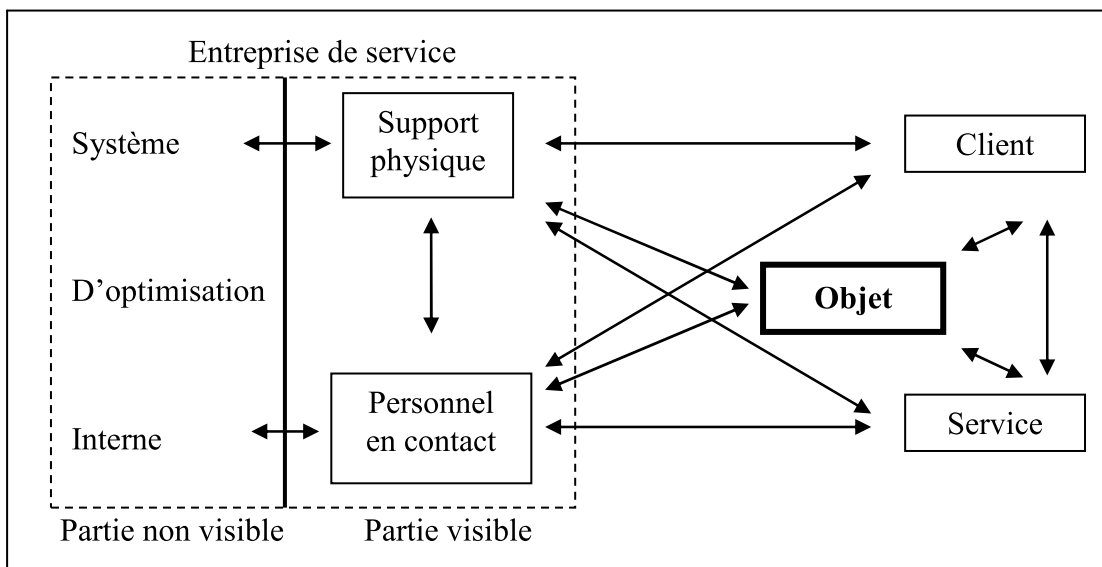 Entreprise de service
Système
Support
physique
Client
D’optimisation
Objet
Interne
Personnel
en contact
Service
Partie non visible
Partie visible